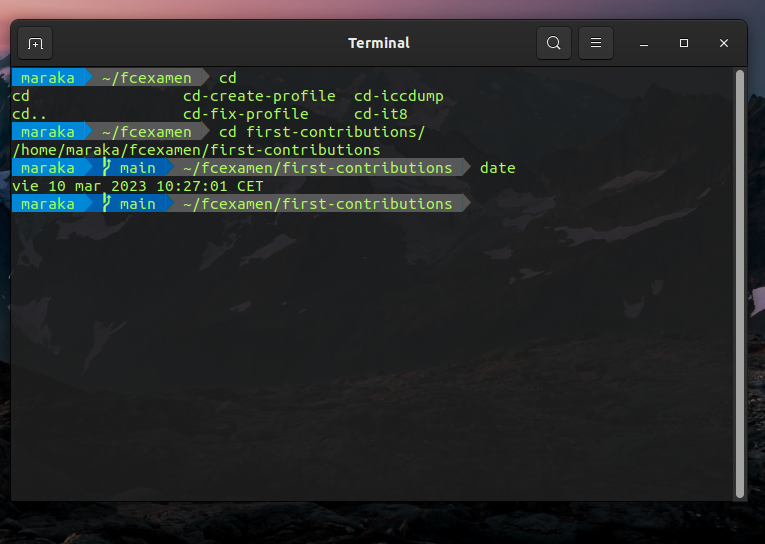 Terminal
maraka ~/fcexamen cd
cd cd-create-profile cd-iccdump
cd.. cd-fix-profile cd-it8
maraka ~/fcexamen cd first-contributions/
/home/maraka/fcexamen/first-contributions
maraka main ~/fcexamen/first-contributions date
vie 10 mar 2023 10:27:01 CET
maraka main ~/fcexamen/first-contributions